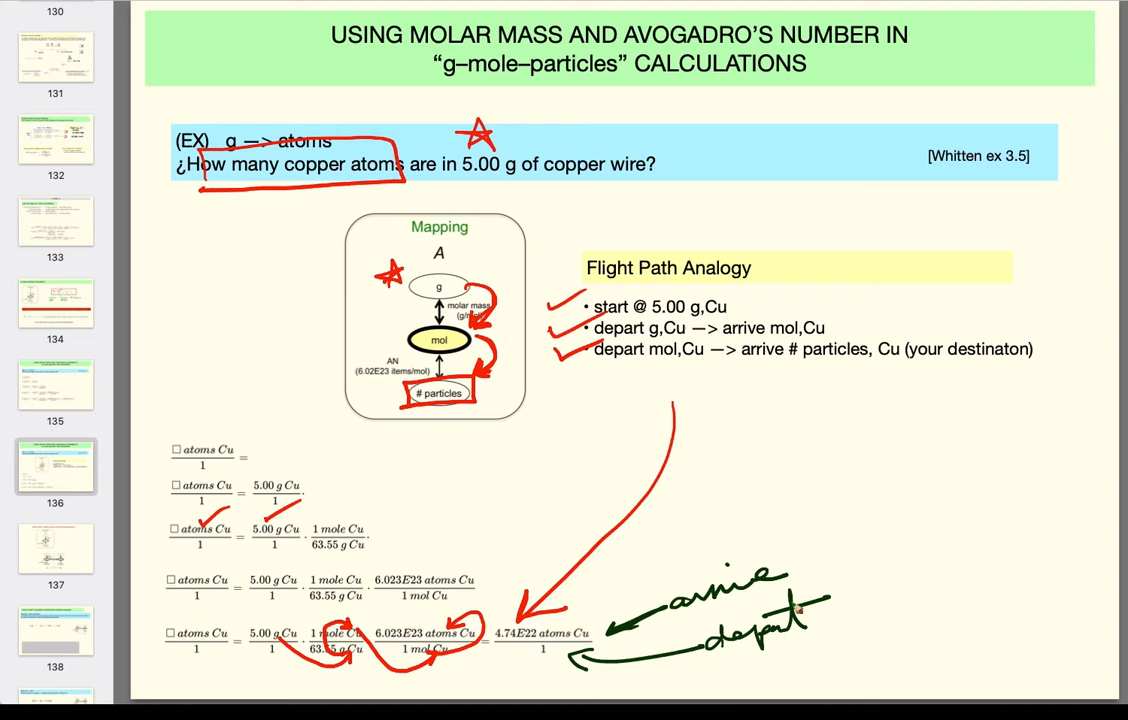 130
131
132
133
134
135
136
137
138
USING MOLAR MASS AND AVOGADRO'S NUMBER IN
“g–mole–particles” CALCULATIONS
(EX) g —> atoms
¿How many copper atoms are in 5.00 g of copper wire?
[Whitten ex 3.5]
Mapping
A
g
molar mass
(g/mol)
mol
AN
(6.02E23 items/mol)
# particles
Flight Path Analogy
• start @ 5.00 g,Cu
• depart g,Cu —> arrive mol,Cu
• depart mol,Cu —> arrive # particles, Cu (your destinaton)
□ atoms Cu / 1 =
□ atoms Cu / 1 = 5.00 g Cu / 1 ·
□ atoms Cu / 1 = 5.00 g Cu / 1 · 1 mole Cu / 63.55 g Cu ·
□ atoms Cu / 1 = 5.00 g Cu / 1 · 1 mole Cu / 63.55 g Cu · 6.023E23 atoms Cu / 1 mol Cu
□ atoms Cu / 1 = 5.00 g Cu / 1 · 1 mole Cu / 63.55 g Cu · 6.023E23 atoms Cu / 1 mol Cu = 4.74E22 atoms Cu / 1
arrive
depart